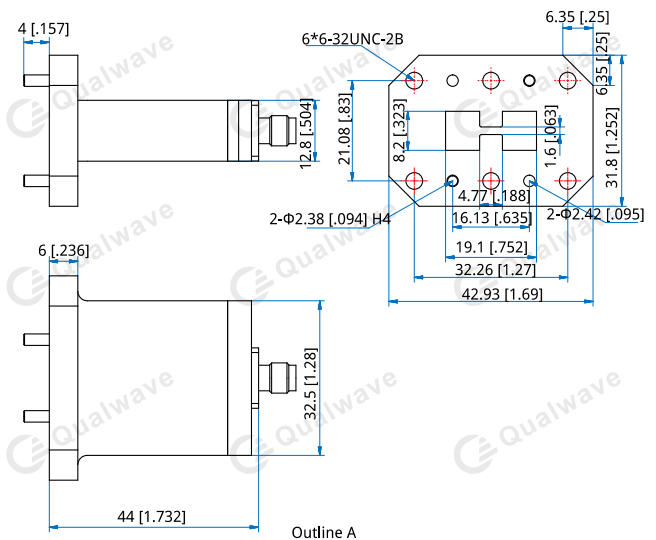 4 [.157]
12.8 [.504]
6*6-32UNC-2B
6.35 [.25]
6.35 [.25]
21.08 [.83]
8.2 [.323]
1.6 [.063]
31.8 [1.252]
4.77 [.188]
2-Φ2.38 [.094] H4
16.13 [.635]
2-Φ2.42 [.095]
19.1 [.752]
32.26 [1.27]
42.93 [1.69]
6 [.236]
32.5 [1.28]
44 [1.732]
Outline A
Qualwave
Qualwave
Qualwave
Qualwave
Qualwave
Qualwave
Qualwave
Qualwave
Qualwave